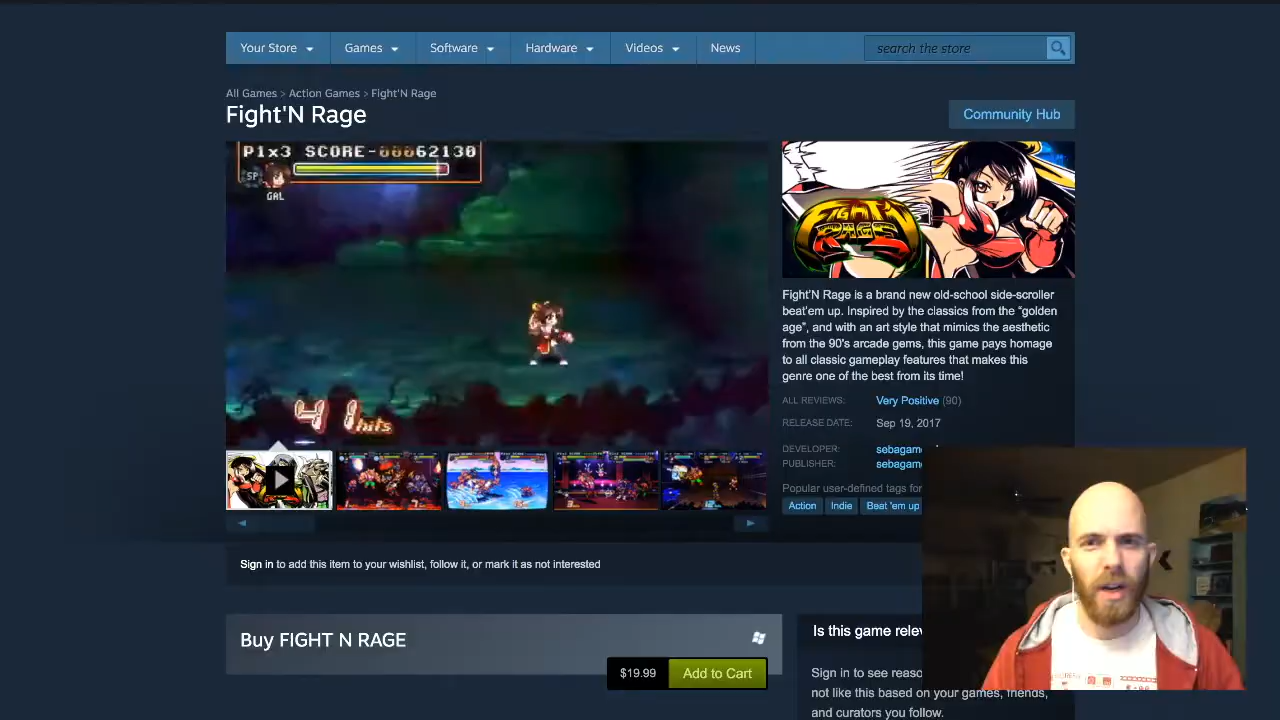 Your Store
Games
Software
Hardware
Videos
News
search the store
All Games > Action Games > Fight'N Rage
Fight'N Rage
Community Hub
P1x3 SCORE-00062130
SP
GAL
41hits
FIGHT'N
RAGE
Fight'N Rage is a brand new old-school side-scroller
beat'em up. Inspired by the classics from the “golden
age”, and with an art style that mimics the aesthetic
from the 90's arcade gems, this game pays homage
to all classic gameplay features that makes this
genre one of the best from its time!
ALL REVIEWS: Very Positive (90)
RELEASE DATE: Sep 19, 2017
DEVELOPER: sebagame
PUBLISHER: sebagame
Popular user-defined tags for
Action
Indie
Beat 'em up
Sign in to add this item to your wishlist, follow it, or mark it as not interested
Buy FIGHT N RAGE
$19.99
Add to Cart
Is this game rele
Sign in to see reaso
not like this based on your games, friends,
and curators you follow.